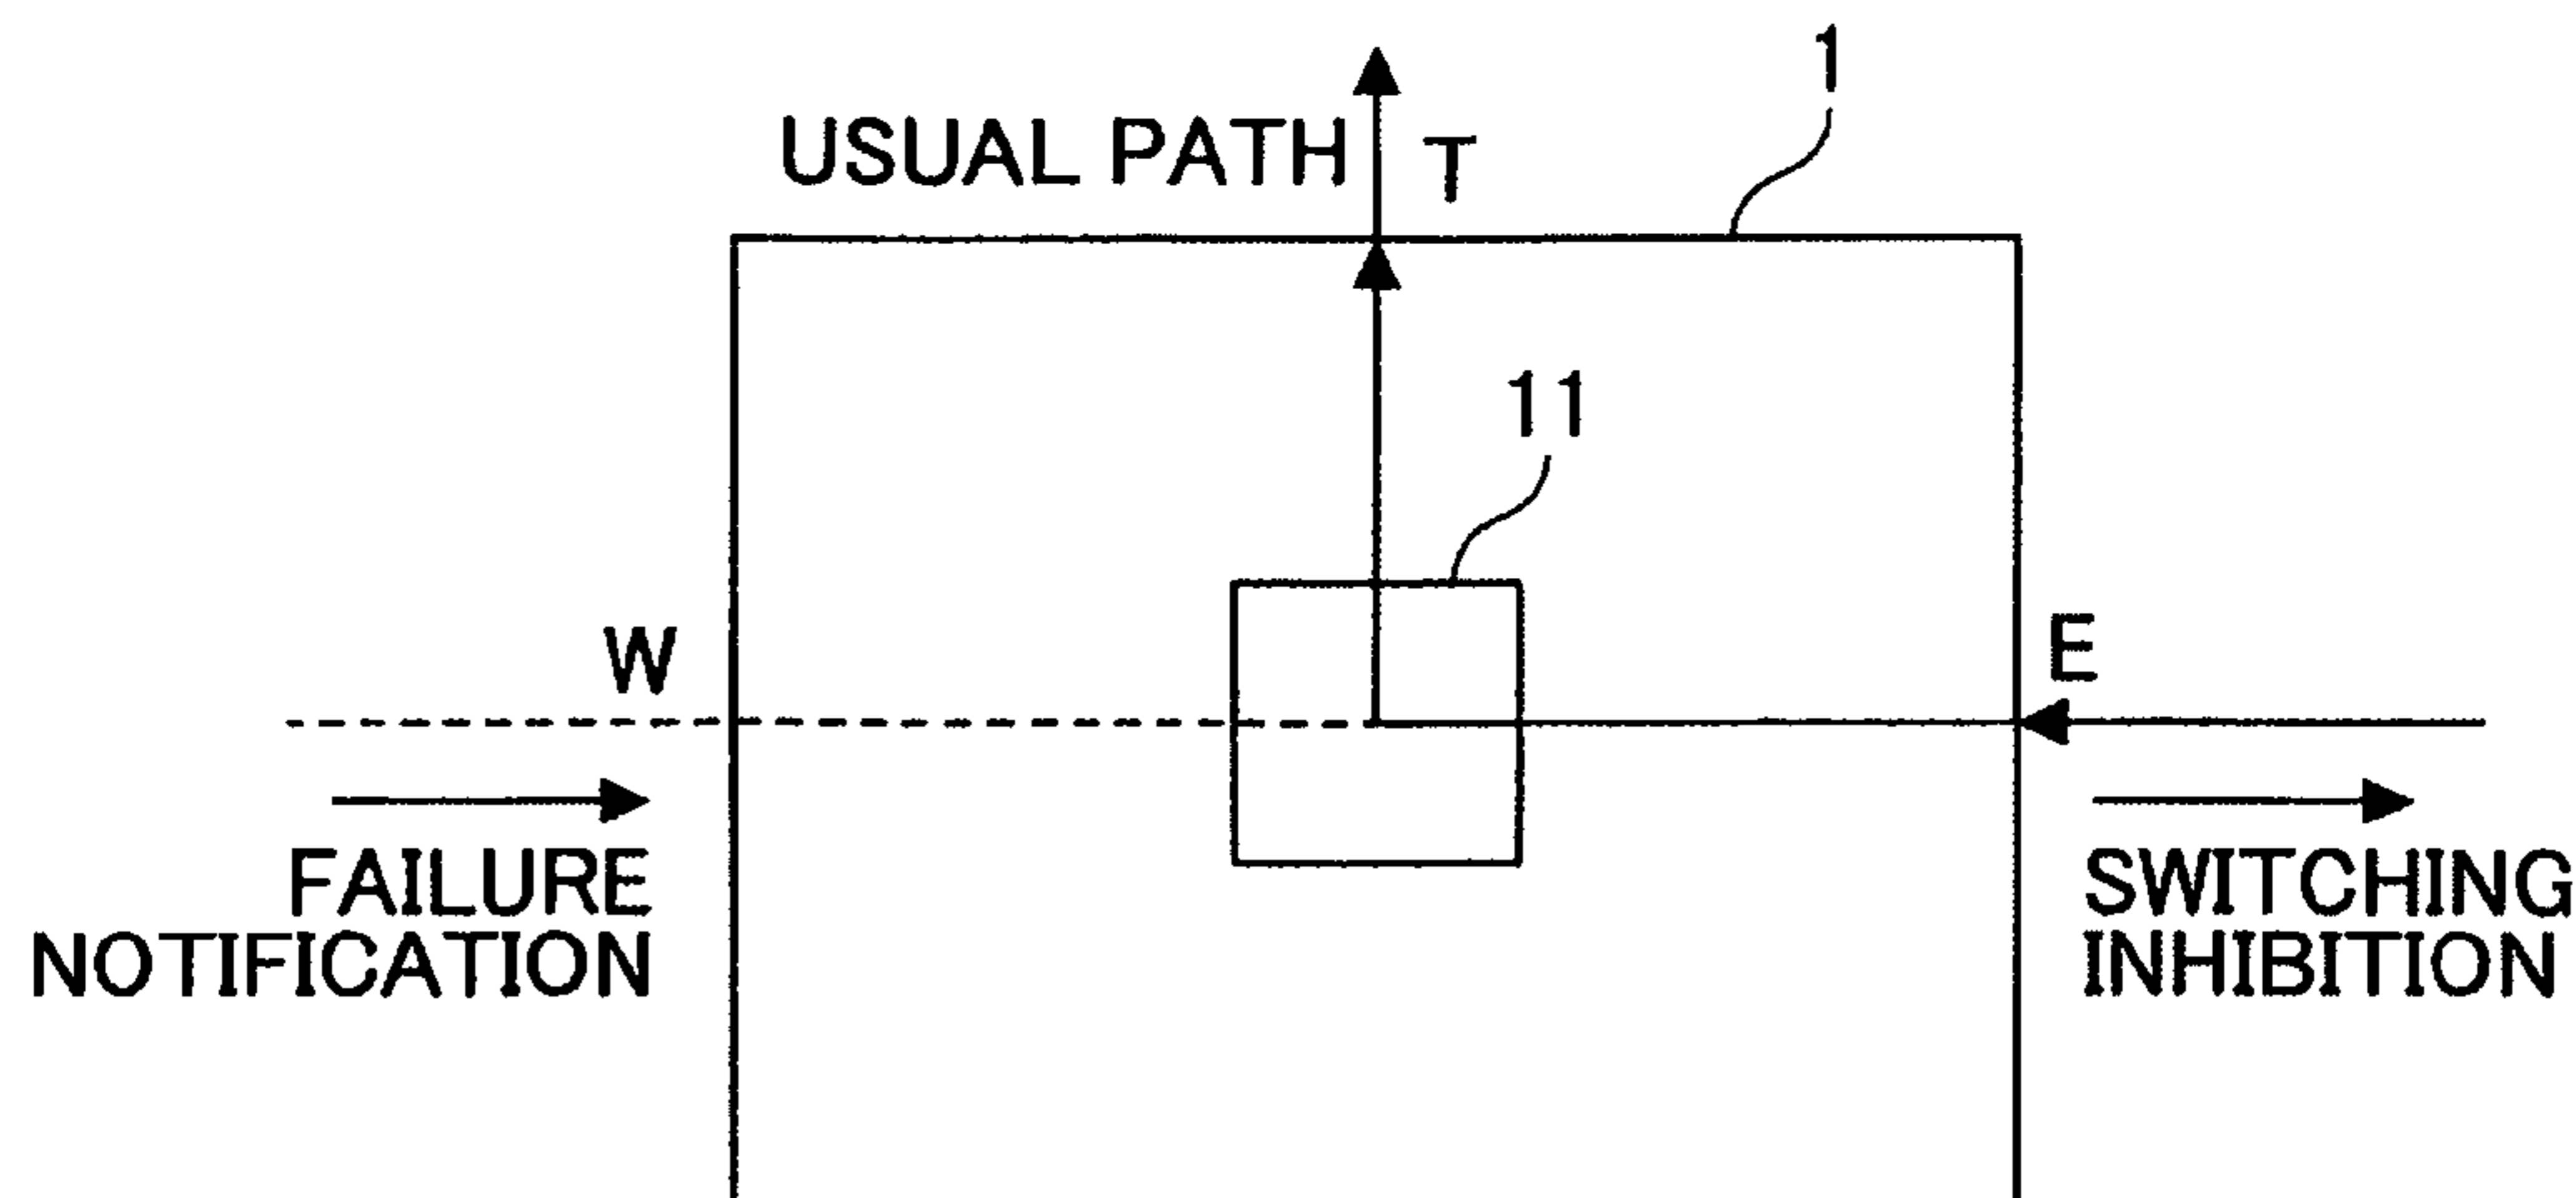 1
USUAL PATH
T
11
W
E
FAILURE
NOTIFICATION
SWITCHING
INHIBITION